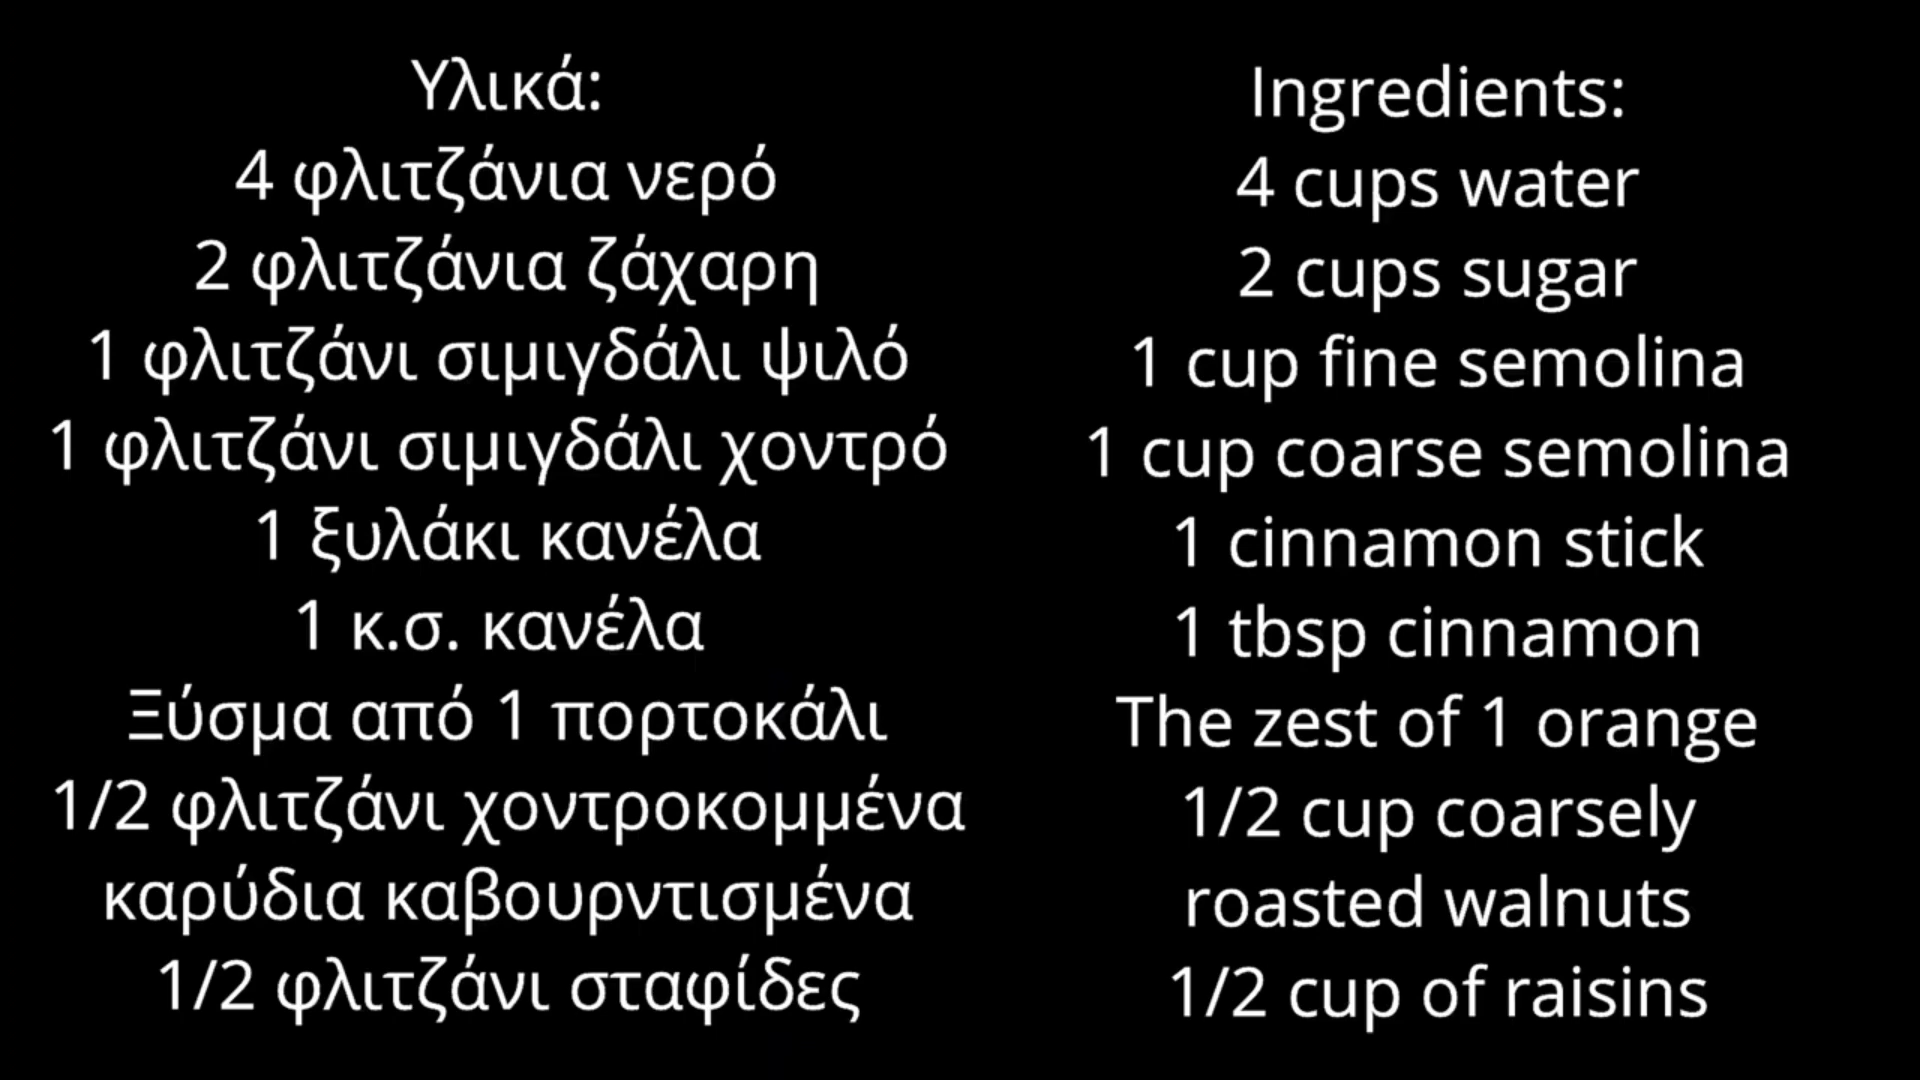 Υλικά:
4 φλιτζάνια νερό
2 φλιτζάνια ζάχαρη
1 φλιτζάνι σιμιγδάλι ψιλό
1 φλιτζάνι σιμιγδάλι χοντρό
1 ξυλάκι κανέλα
1 κ.σ. κανέλα
Ξύσμα από 1 πορτοκάλι
1/2 φλιτζάνι χοντροκομμένα
καρύδια καβουρντισμένα
1/2 φλιτζάνι σταφίδες
Ingredients:
4 cups water
2 cups sugar
1 cup fine semolina
1 cup coarse semolina
1 cinnamon stick
1 tbsp cinnamon
The zest of 1 orange
1/2 cup coarsely
roasted walnuts
1/2 cup of raisins